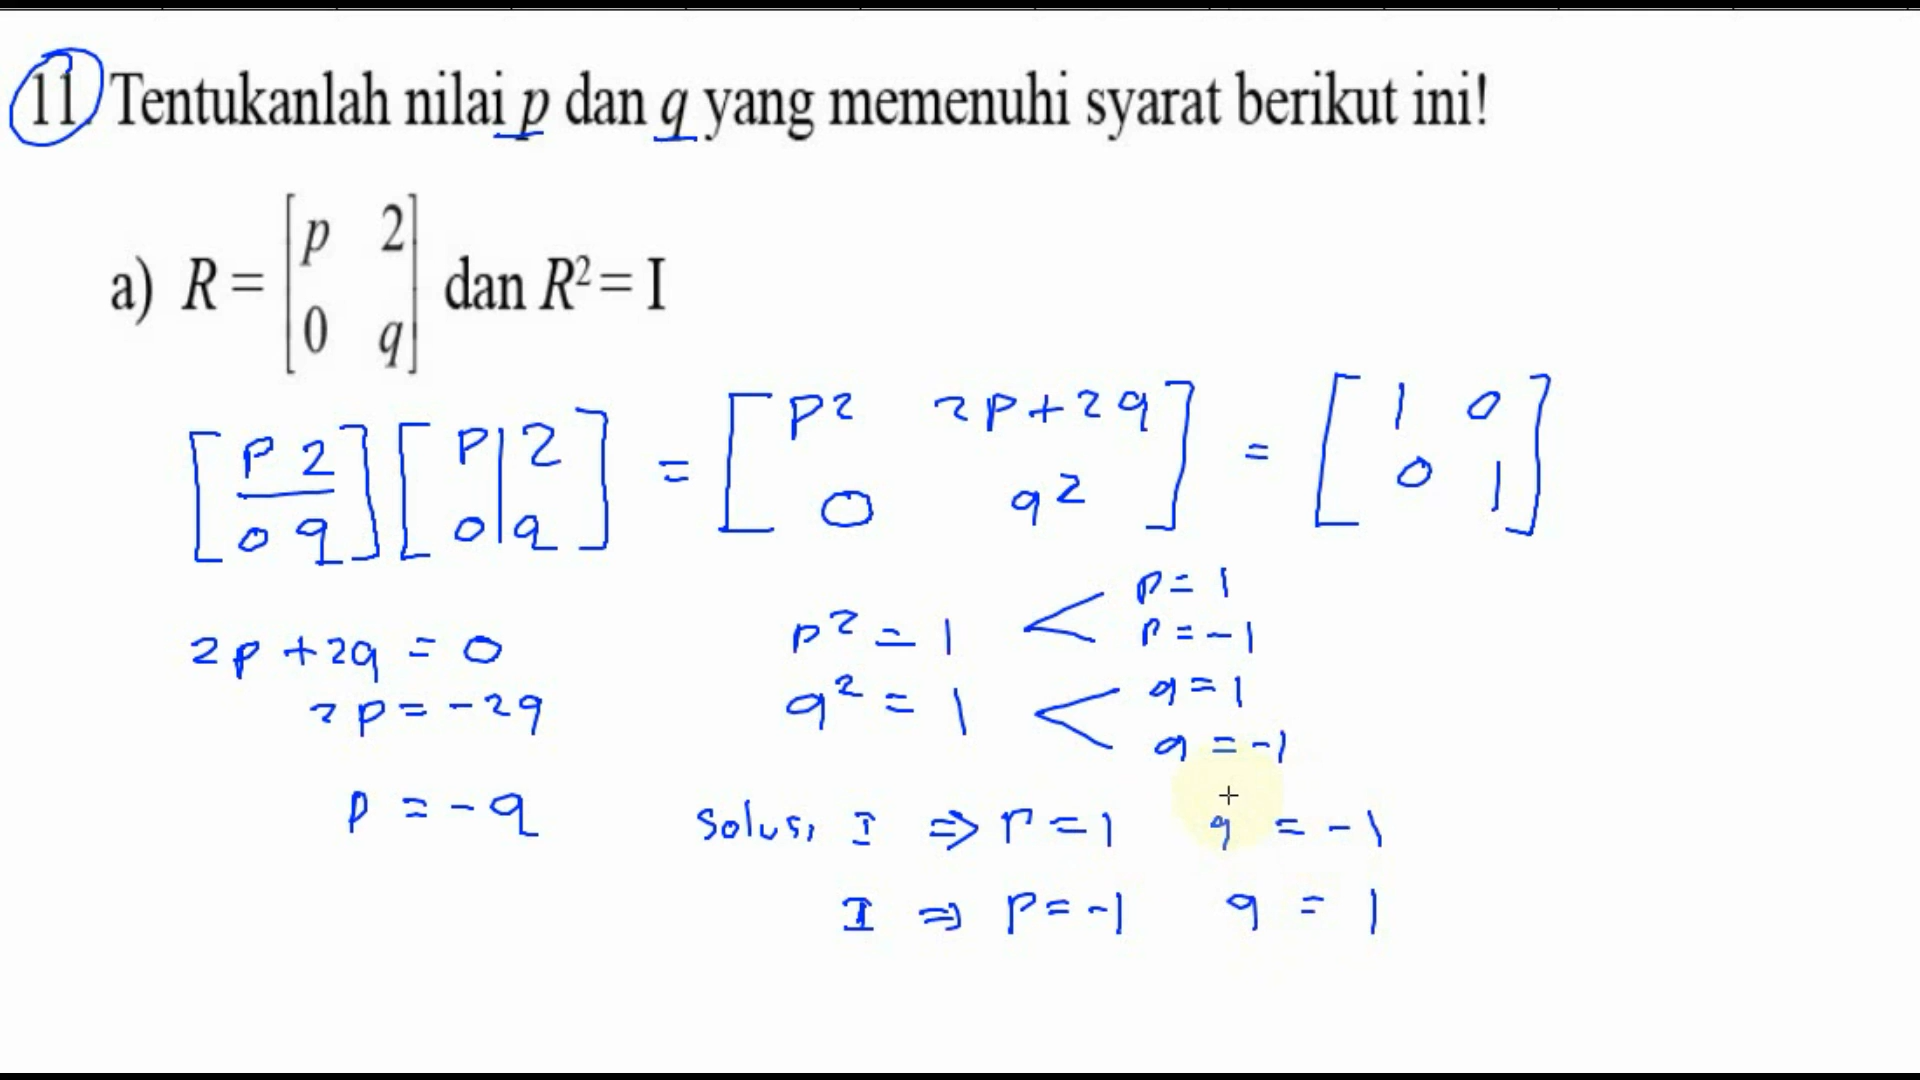 11. Tentukanlah nilai p dan q yang memenuhi syarat berikut ini!
a) R = [p 2; 0 q] dan R² = I
[p 2; 0 q] [p 2; 0 q] = [p² 2p+2q; 0 q²] = [1 0; 0 1]
2p + 2q = 0
2p = -2q
p = -q
p² = 1 < p = 1
p = -1
q² = 1 < q = 1
q = -1
Solusi I ⇒ p = 1 q = -1
I ⇒ p = -1 q = 1